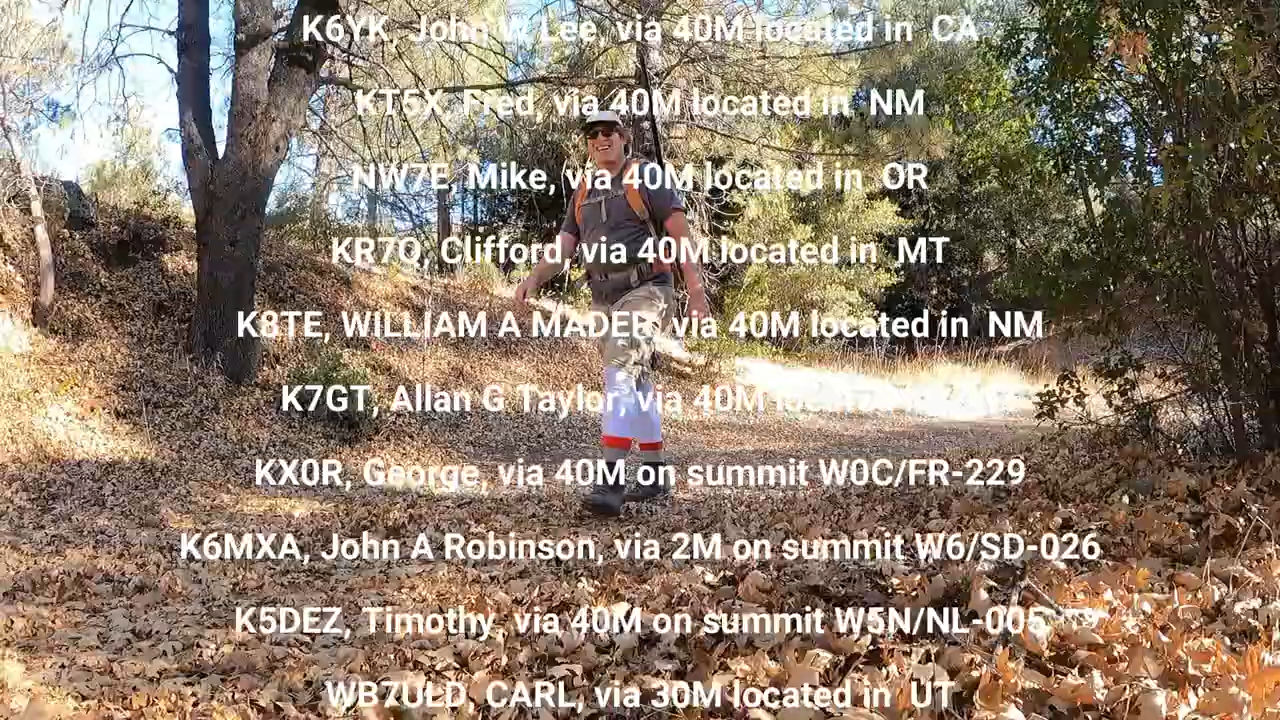 K6YK, John W Lee, via 40M located in CA
KT5X, Fred, via 40M located in NM
NW7E, Mike, via 40M located in OR
KR7Q, Clifford, via 40M located in MT
K8TE, WILLIAM A MADER, via 40M located in NM
K7GT, Allan G Taylor, via 40M located in
KX0R, George, via 40M on summit W0C/FR-229
K6MXA, John A Robinson, via 2M on summit W6/SD-026
K5DEZ, Timothy, via 40M on summit W5N/NL-005
WB7ULD, CARL, via 30M located in UT